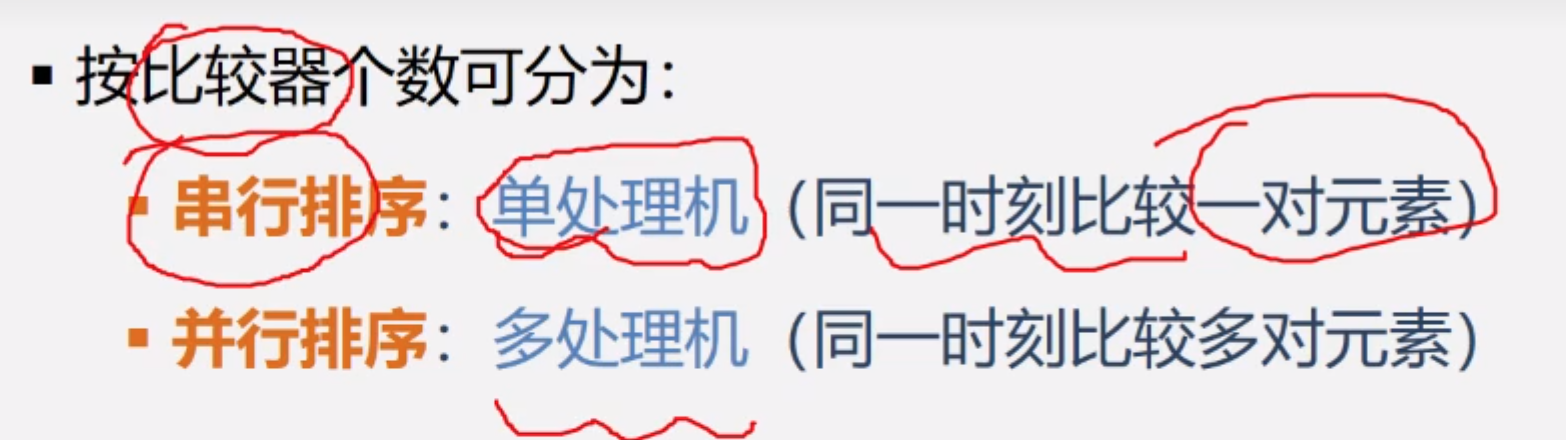 ▪ 按比较器个数可分为：
▪ 串行排序：单处理机（同一时刻比较一对元素）
▪ 并行排序：多处理机（同一时刻比较多对元素）